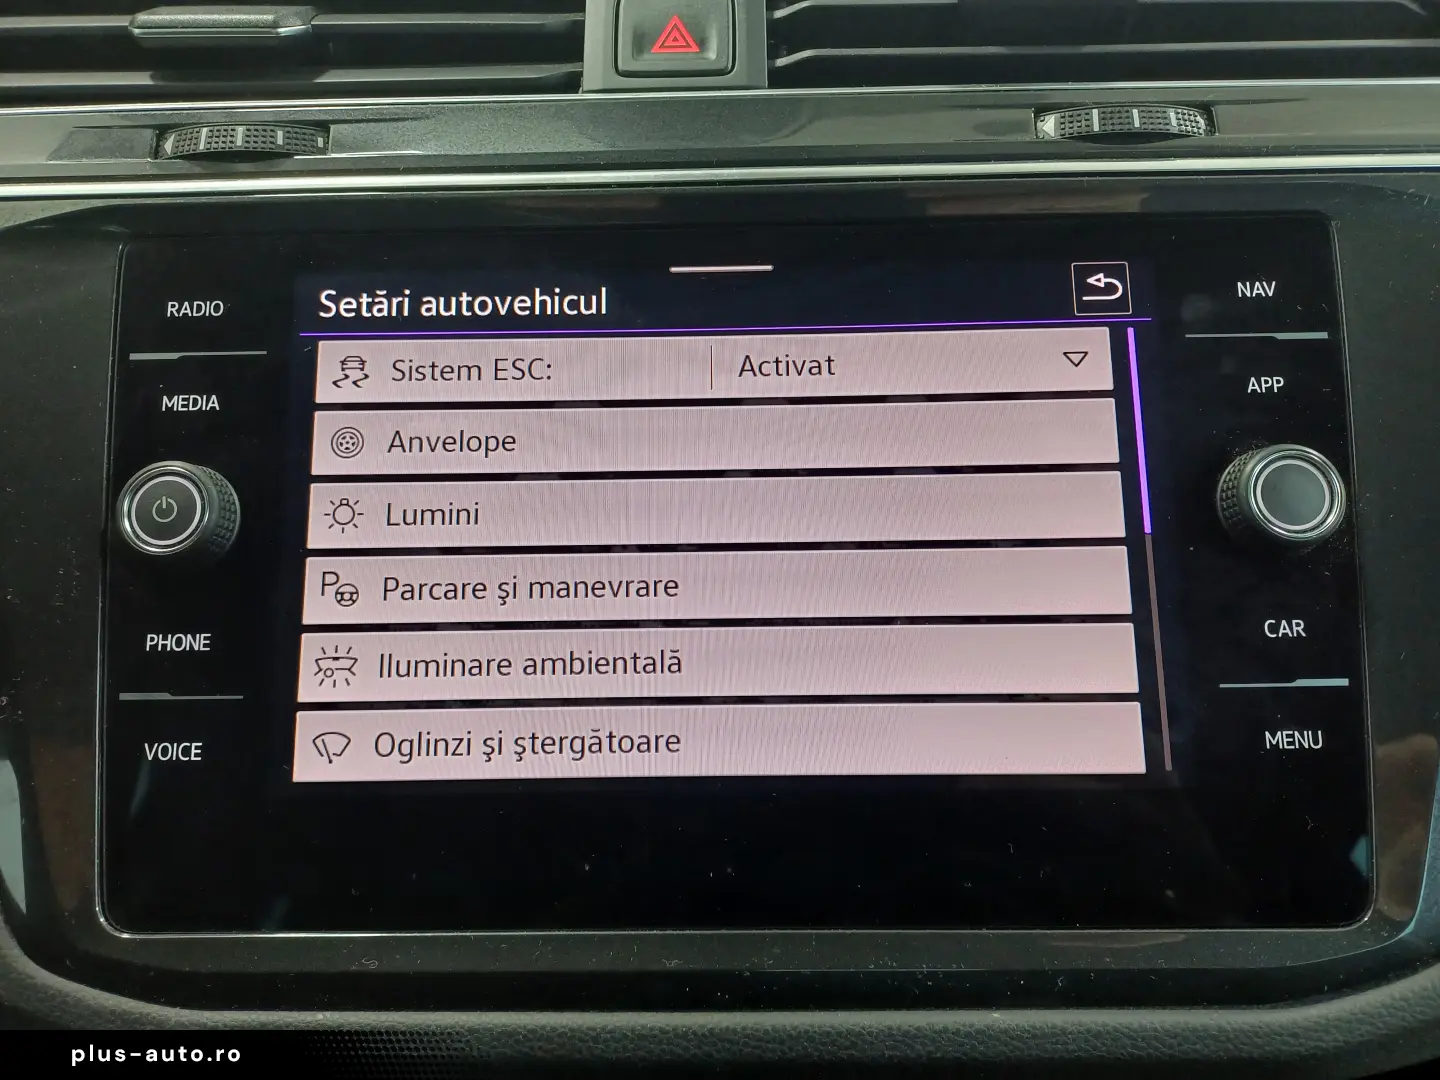 RADIO
MEDIA
PHONE
VOICE
Setări autovehicul
Sistem ESC: Activat
Anvelope
Lumini
Parcare şi manevrare
Iluminare ambientală
Oglinzi şi ştergătoare
NAV
APP
CAR
MENU
plus-auto.ro